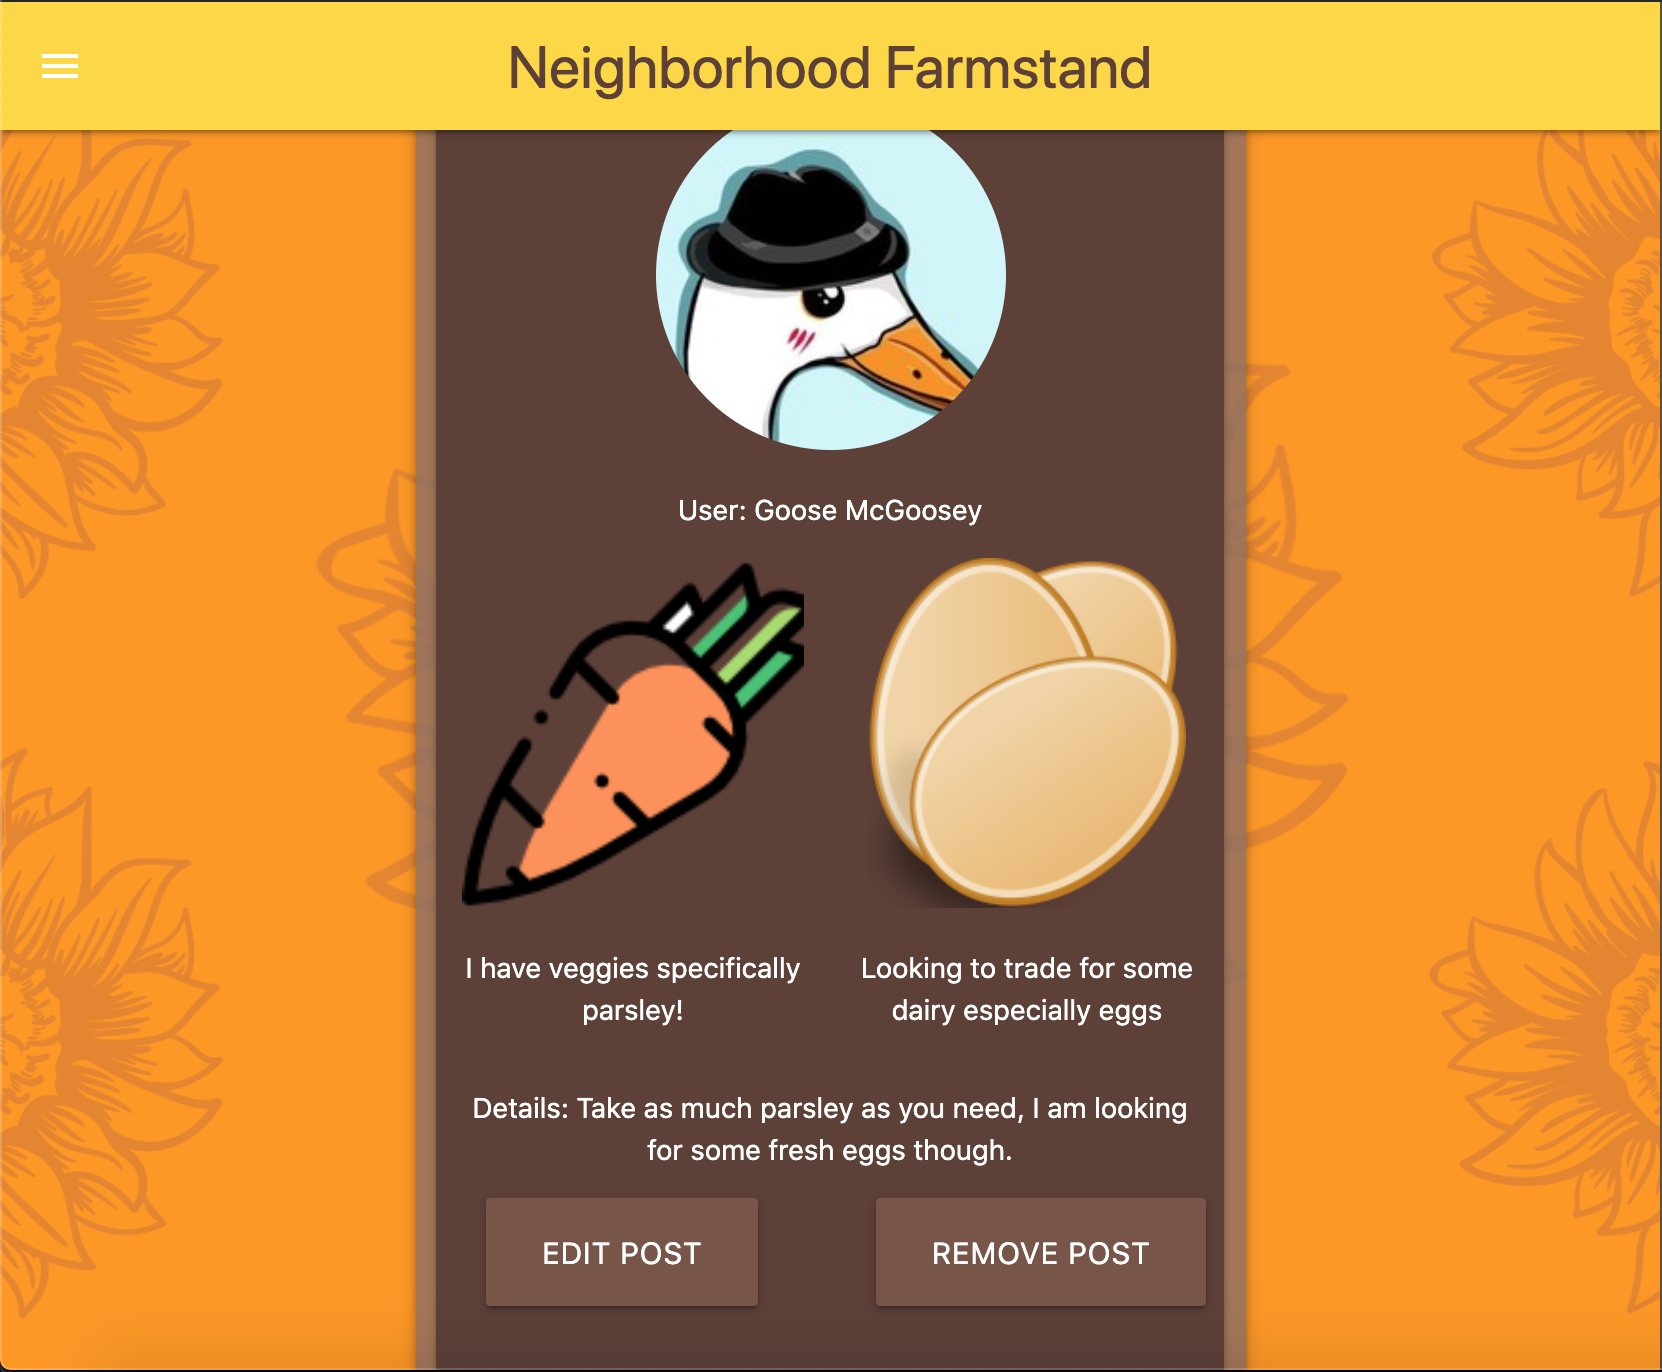 Neighborhood Farmstand
User: Goose McGoosey
I have veggies specifically
parsley!
Looking to trade for some
dairy especially eggs
Details: Take as much parsley as you need, I am looking
for some fresh eggs though.
EDIT POST
REMOVE POST